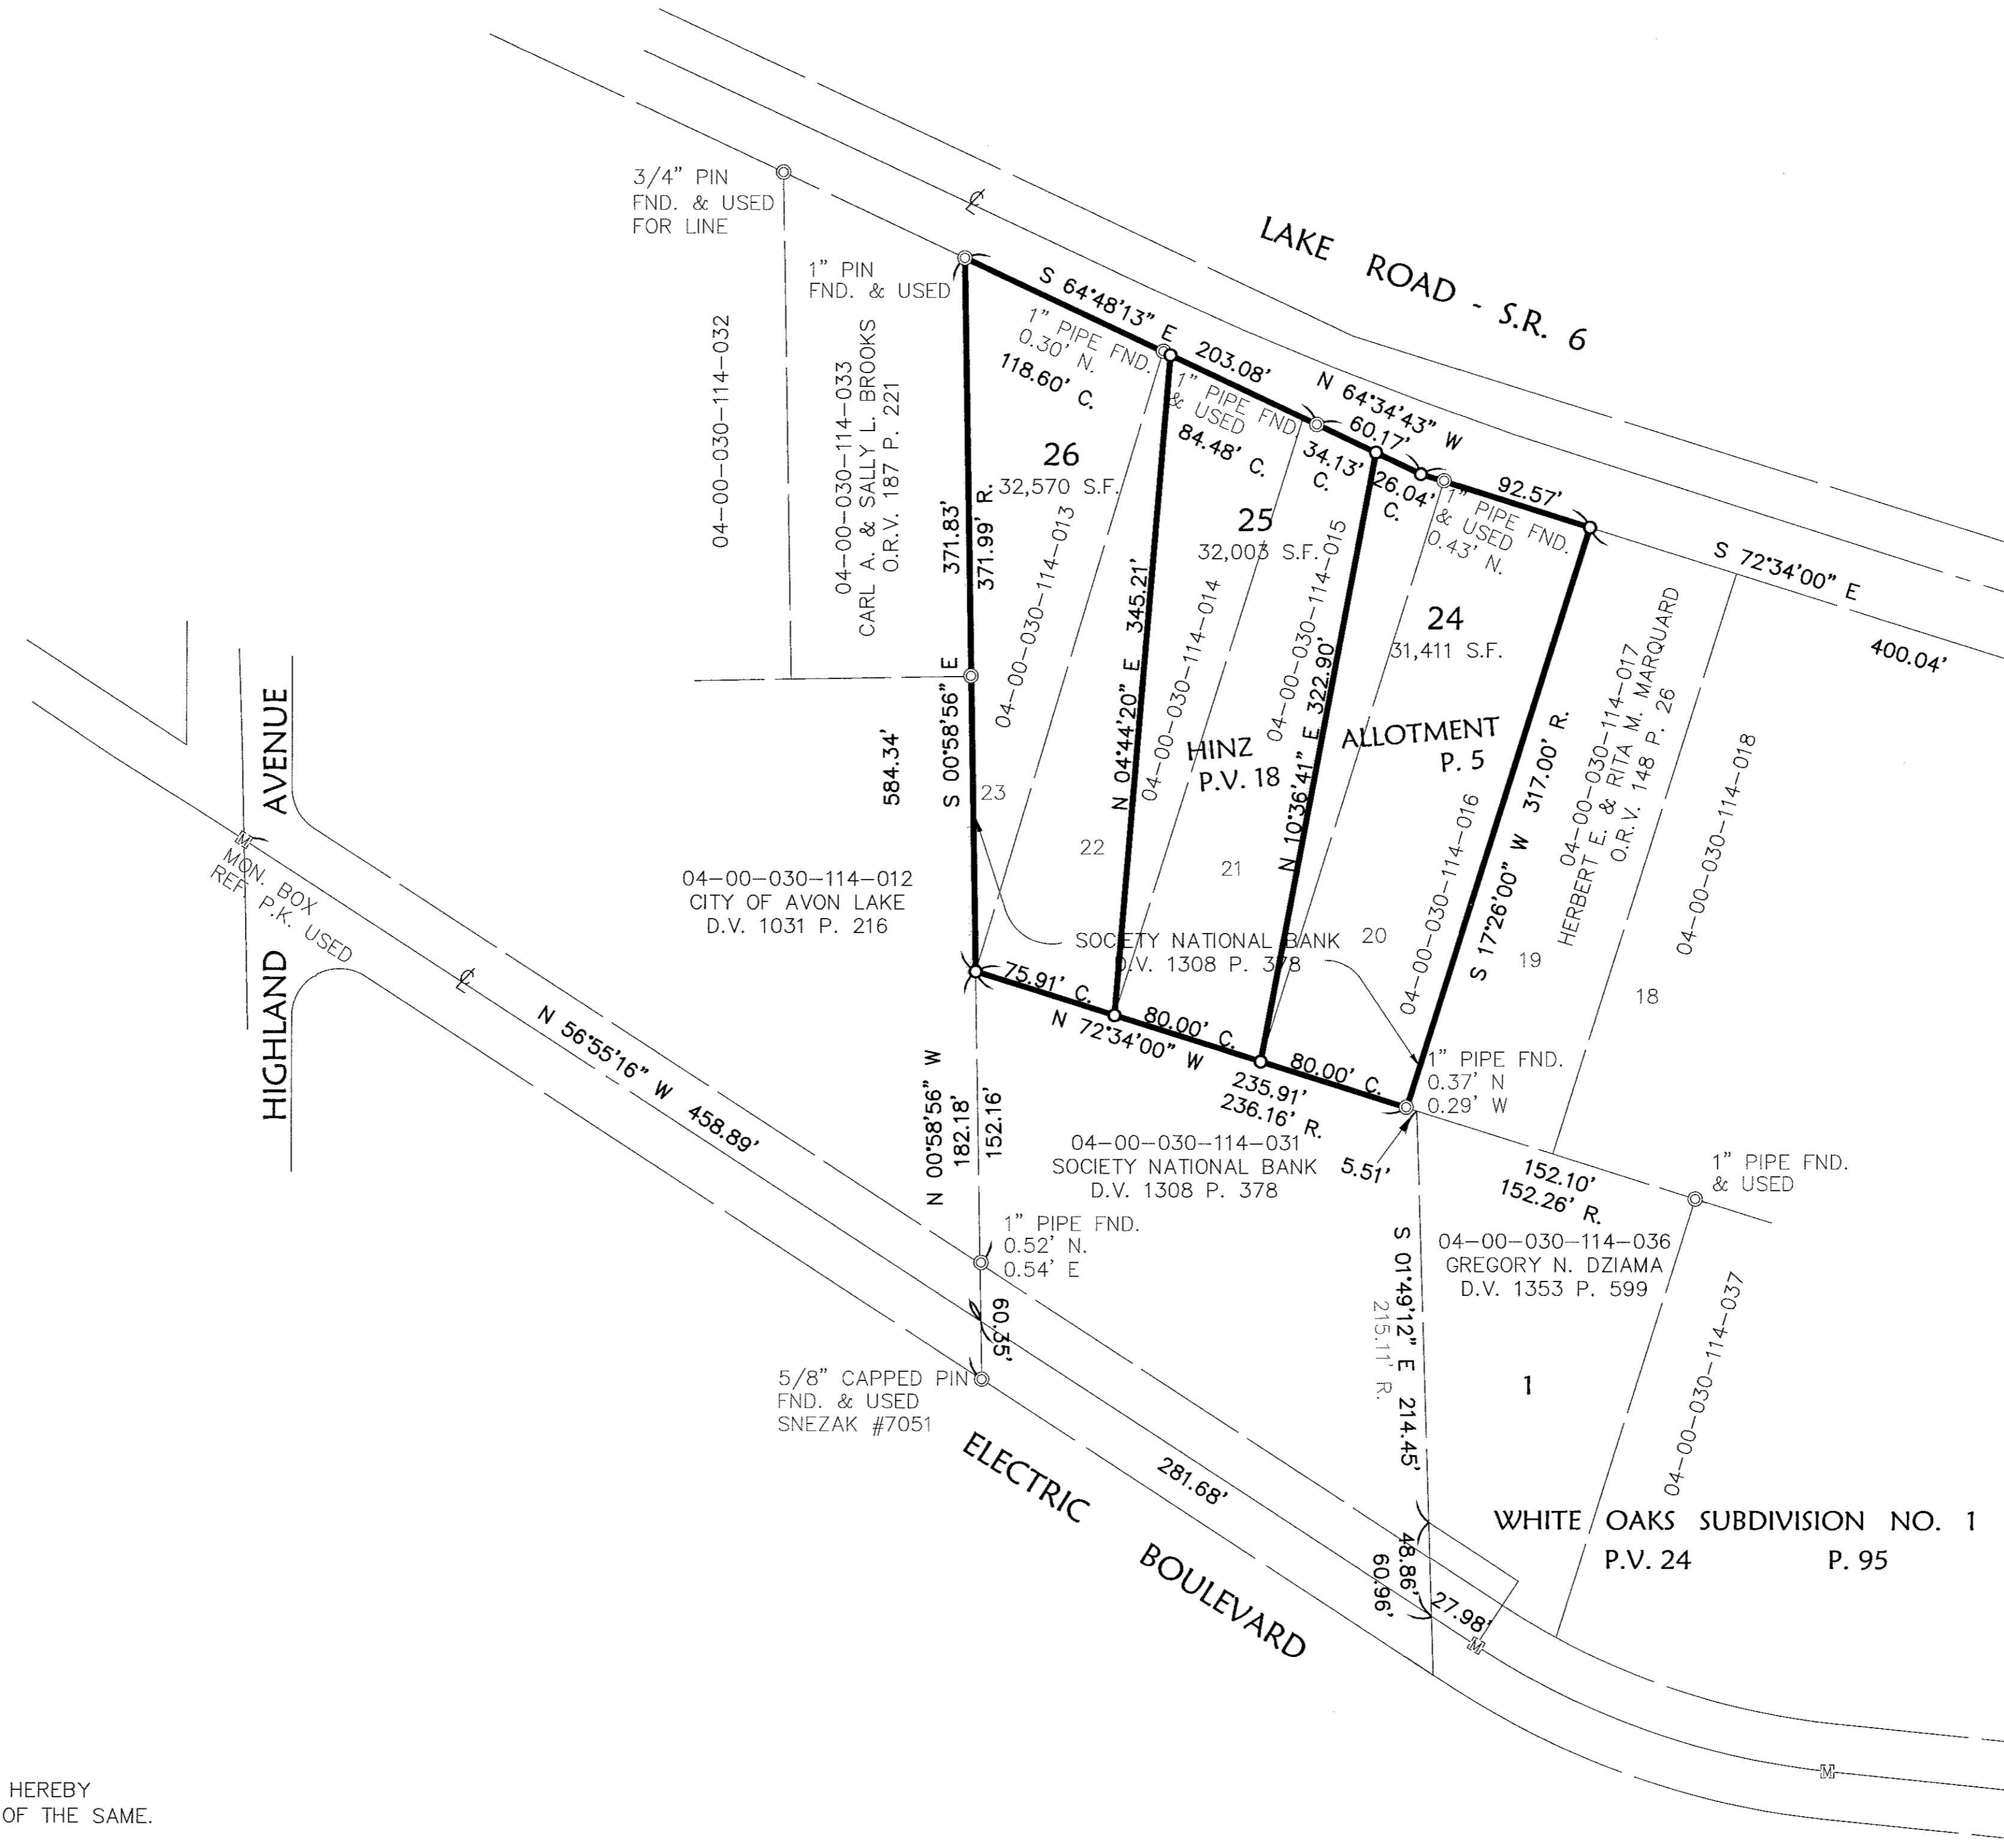 LAKE ROAD - S.R. 6
3/4" PIN
FND. & USED
FOR LINE
1" PIN
FND. & USED
S 64°48'13" E
203.08'
1" PIPE FND.
0.30' N.
118.60' C.
1" PIPE FND.
& USED
84.48' C.
N 64°34'43" W
60.17'
34.13'
C.
26.04'
C.
92.57'
1" PIPE FND.
& USED
0.43' N.
S 72°34'00" E
400.04'
04-00-030-114-032
04-00-030-114-033
CARL A. & SALLY L. BROOKS
O.R.V. 187 P. 221
371.83'
371.99' R.
S 00°58'56" E
584.34'
26
32,570 S.F.
04-00-030-114-013
N 04°44'20" E 345.21'
25
32,003 S.F.
04-00-030-114-014
04-00-030-114-015
N 10°36'41" E 322.90'
24
31,411 S.F.
HINZ ALLOTMENT
P.V. 18 P. 5
04-00-030-114-016
S 17°26'00" W 317.00' R.
04-00-030-114-017
HERBERT E. & RITA M. MARQUARD
O.R.V. 148 P. 26
04-00-030-114-018
23
22
21
20
19
18
HIGHLAND AVENUE
MON. BOX
REF. P.K. USED
04-00-030-114-012
CITY OF AVON LAKE
D.V. 1031 P. 216
SOCIETY NATIONAL BANK
D.V. 1308 P. 378
75.91' C.
80.00' C.
80.00' C.
N 72°34'00" W
235.91'
236.16' R.
1" PIPE FND.
0.37' N
0.29' W
5.51'
N 56°55'16" W 458.89'
N 00°58'56" W
182.18'
152.16'
04-00-030-114-031
SOCIETY NATIONAL BANK
D.V. 1308 P. 378
152.10'
152.26' R.
1" PIPE FND.
& USED
1" PIPE FND.
0.52' N.
0.54' E
60.35'
5/8" CAPPED PIN
FND. & USED
SNEZAK #7051
S 01°49'12" E 214.45'
215.11' R.
04-00-030-114-036
GREGORY N. DZIAMA
D.V. 1353 P. 599
1
04-00-030-114-037
ELECTRIC BOULEVARD
281.68'
48.86'
60.96'
27.98'
WHITE OAKS SUBDIVISION NO. 1
P.V. 24 P. 95
M
M
M
HEREBY
OF THE SAME.